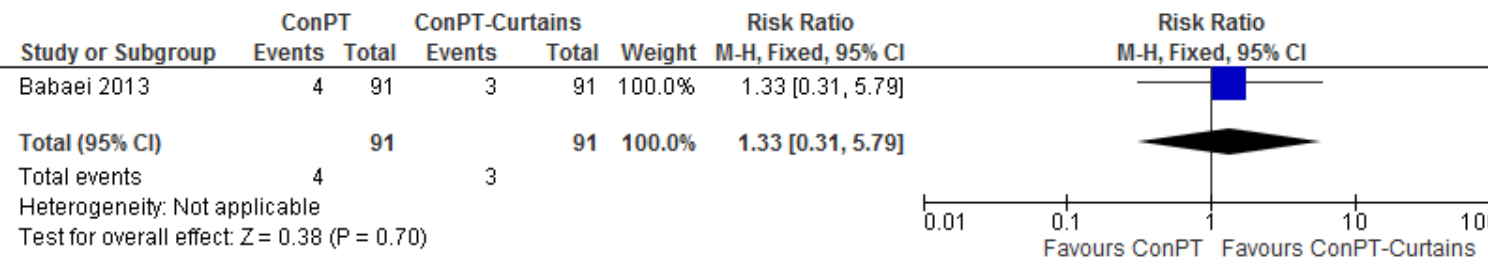 ConPT ConPT-Curtains Risk Ratio Risk Ratio
Study or Subgroup Events Total Events Total Weight M-H, Fixed, 95% CI M-H, Fixed, 95% CI
Babaei 2013 4 91 3 91 100.0% 1.33 [0.31, 5.79]
Total (95% CI) 91 91 100.0% 1.33 [0.31, 5.79]
Total events 4 3
Heterogeneity: Not applicable
Test for overall effect: Z = 0.38 (P = 0.70)
0.01 0.1 1 10
Favours ConPT Favours ConPT-Curtains